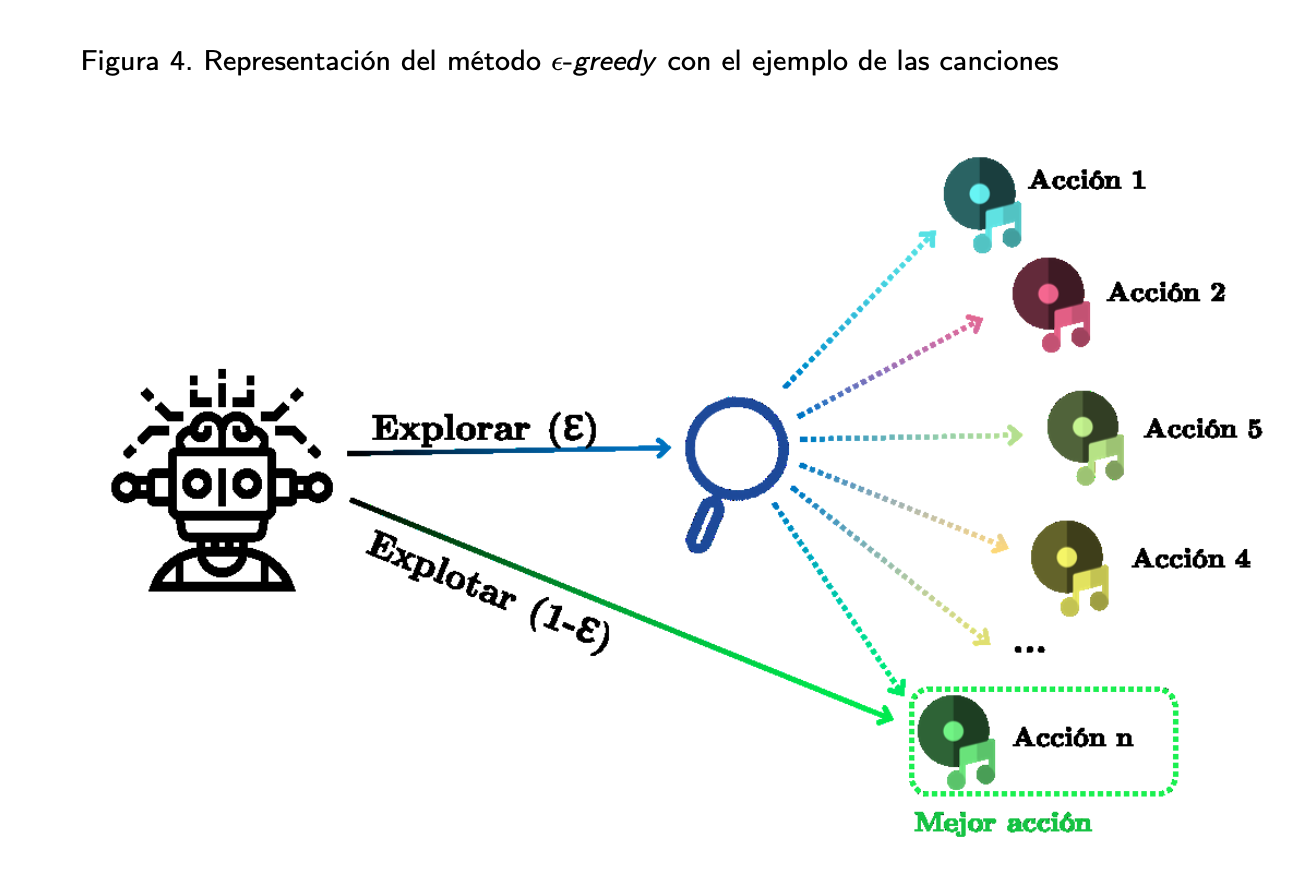 Figura 4. Representación del método ϵ-greedy con el ejemplo de las canciones
Acción 1
Acción 2
Explorar (ε)
Acción 5
Explotar (1-ε)
Acción 4
...
Acción n
Mejor acción